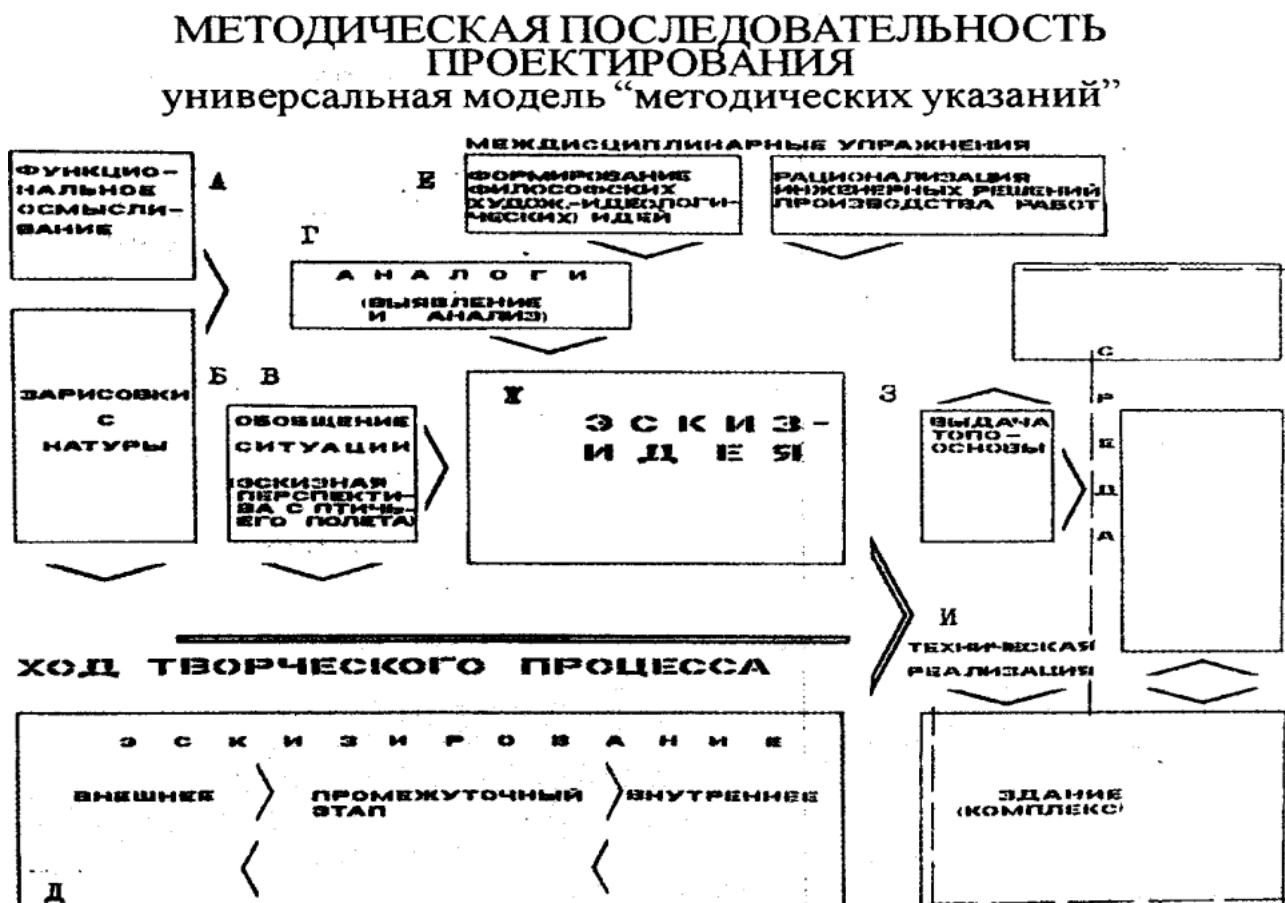 МЕТОДИЧЕСКАЯ ПОСЛЕДОВАТЕЛЬНОСТЬ
ПРОЕКТИРОВАНИЯ
универсальная модель “методических указаний”
МЕЖДИСЦИПЛИНАРНЫЕ УПРАЖНЕНИЯ
ФУНКЦИО-
НАЛЬНОЕ
ОСМЫСЛИ-
ВАНИЕ
А
Е
ФОРМИРОВАНИЕ
ФИЛОСОФСКИХ
ХУДОЖ.-ИДЕОЛОГИ-
ЧЕСКИХ) ИДЕЙ
РАЦИОНАЛИЗАЦИЯ
ИНЖЕНЕРНЫХ РЕШЕНИЙ
ПРОИЗВОДСТВА РАБОТ
Г
АНАЛОГИ
(ВЫЯВЛЕНИЕ
И АНАЛИЗ)
ЗАРИСОВКИ
С
НАТУРЫ
Б
В
ОБОБЩЕНИЕ
СИТУАЦИИ
(ЭСКИЗНАЯ
ПЕРСПЕКТИ-
ВА С ПТИЧЬ-
ЕГО ПОЛЕТА)
Ж
ЭСКИЗ-
ИДЕЯ
З
ВЫДАЧА
ТОПО-
ОСНОВЫ
СРЕДА
И
ТЕХНИЧЕСКАЯ
РЕАЛИЗАЦИЯ
ХОД ТВОРЧЕСКОГО ПРОЦЕССА
ЭСКИЗИРОВАНИЕ
ВНЕШНЕЕ
ПРОМЕЖУТОЧНЫЙ
ЭТАП
ВНУТРЕННЕЕ
Д
ЗДАНИЕ
(КОМПЛЕКС)